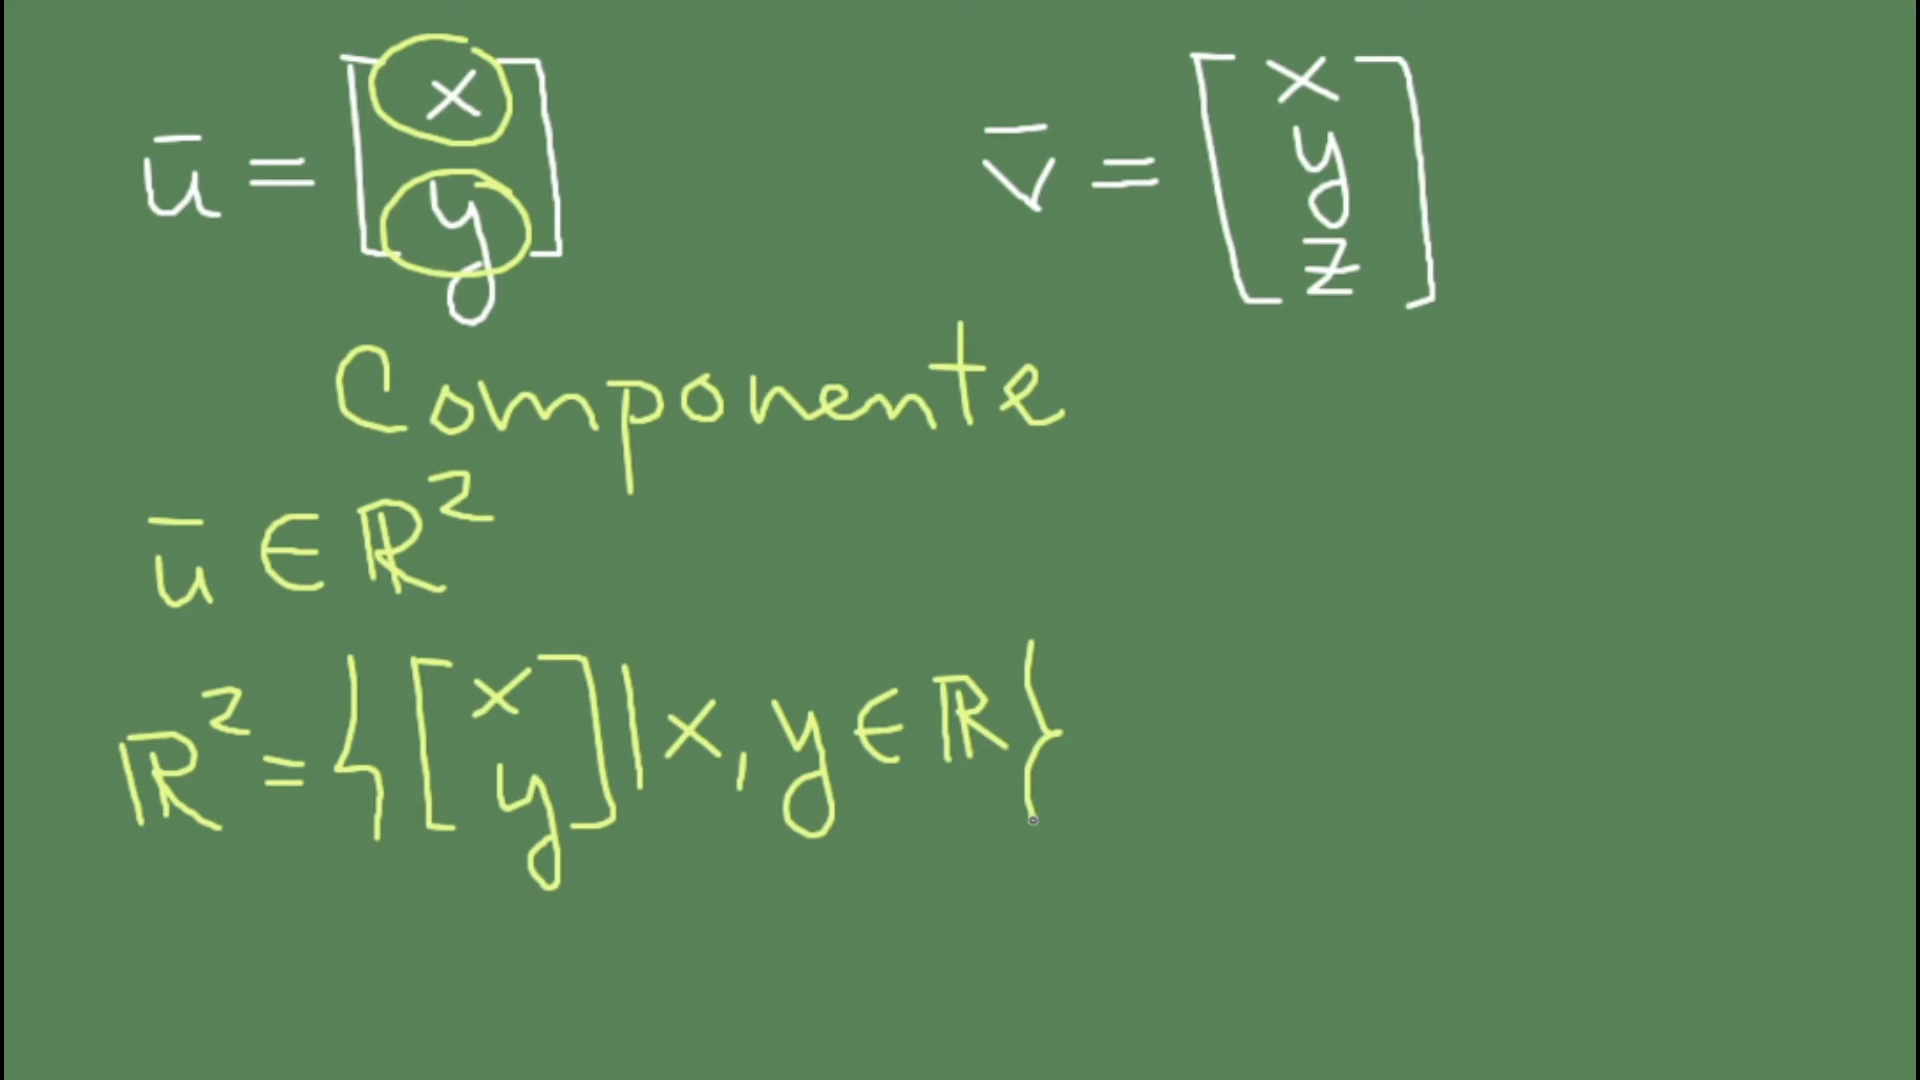 ū = [x y] v̄ = [x y z]
Componente
ū ∈ ℝ²
ℝ² = {[x y] | x, y ∈ ℝ}